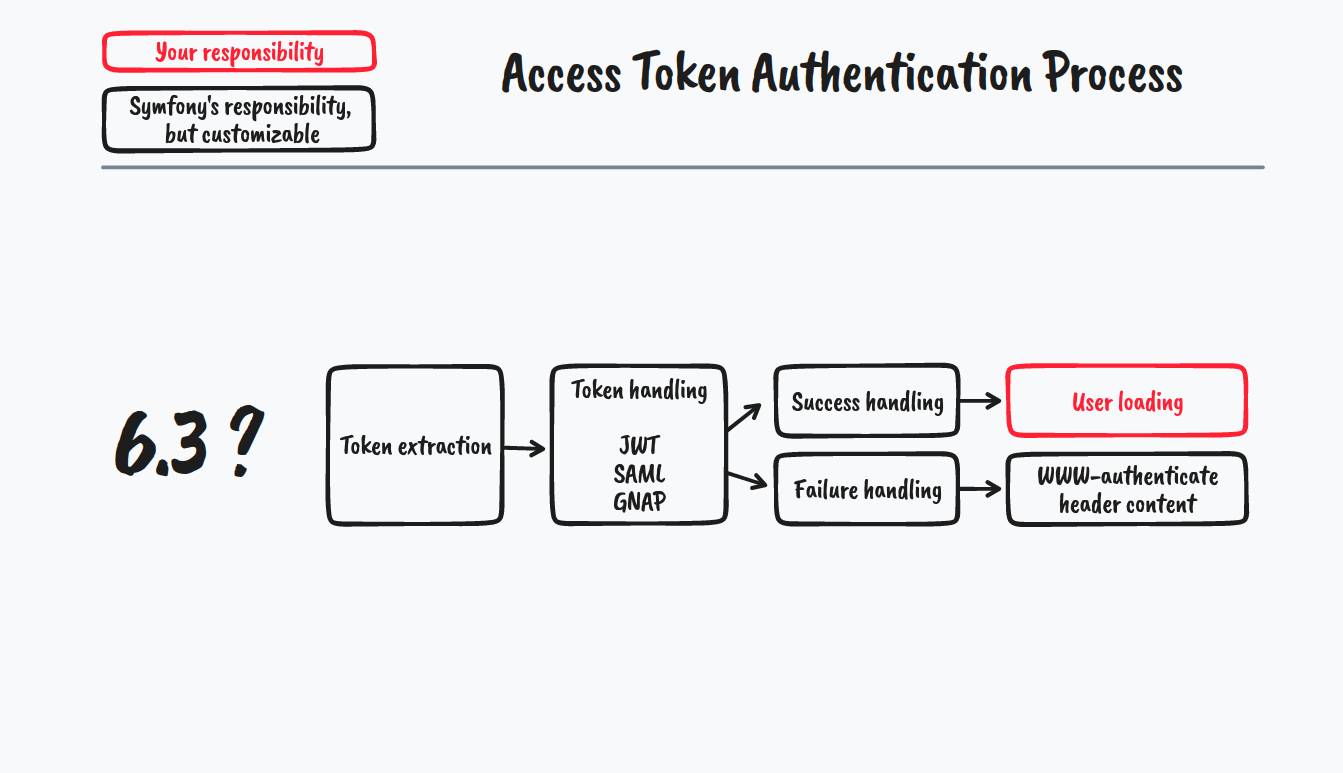 Your responsibility
Symfony's responsibility,
but customizable
Access Token Authentication Process
6.3 ?
Token extraction
Token handling
JWT
SAML
GNAP
Success handling
User loading
Failure handling
WWW-authenticate
header content